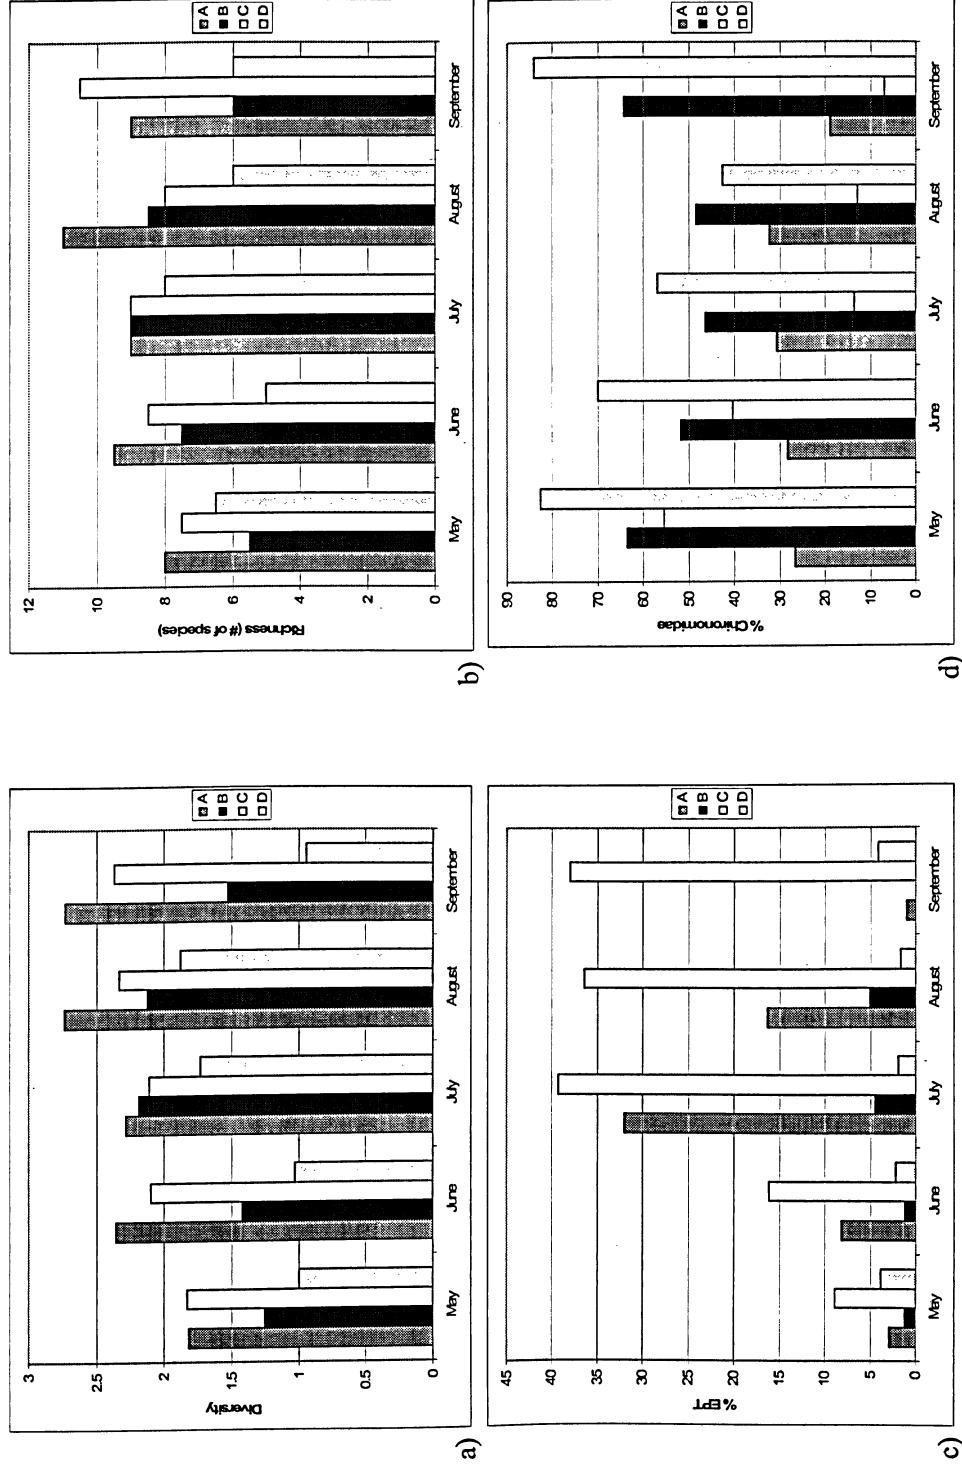 a)
Diversity
3
2.5
2
1.5
1
0.5
0
May June July August September
A
B
C
D
b)
Richness (# of species)
12
10
8
6
4
2
0
May June July August September
A
B
C
D
c)
% EPT
45
40
35
30
25
20
15
10
5
0
May June July August September
A
B
C
D
d)
% Chironomidae
90
80
70
60
50
40
30
20
10
0
May June July August September
A
B
C
D